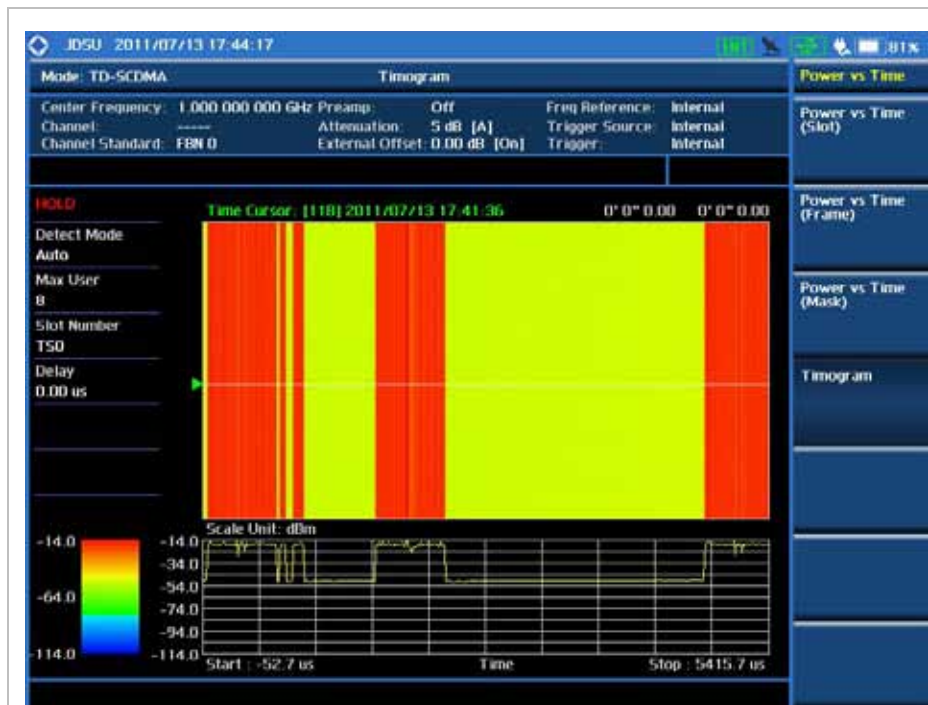 JDSU 2011/07/13 17:44:17
81%
Mode: TD-SCDMA
Timogram
Center Frequency: 1.000 000 000 GHz Preamp: Off Freq Reference: Internal
Channel: ----- Attenuation: 5 dB [A] Trigger Source: Internal
Channel Standard: FBN 0 External Offset: 0.00 dB [On] Trigger: Internal
HOLD
Time Cursor: [118] 2011/07/13 17:41:36 0° 0" 0.00 0° 0" 0.00
Detect Mode
Auto
Max User
8
Slot Number
TS0
Delay
0.00 us
Scale Unit: dBm
-14.0
-64.0
-114.0
-14.0
-34.0
-54.0
-74.0
-94.0
-114.0
Start : -52.7 us Time Stop : 5415.7 us
Power vs Time
Power vs Time
(Slot)
Power vs Time
(Frame)
Power vs Time
(Mask)
Timogram